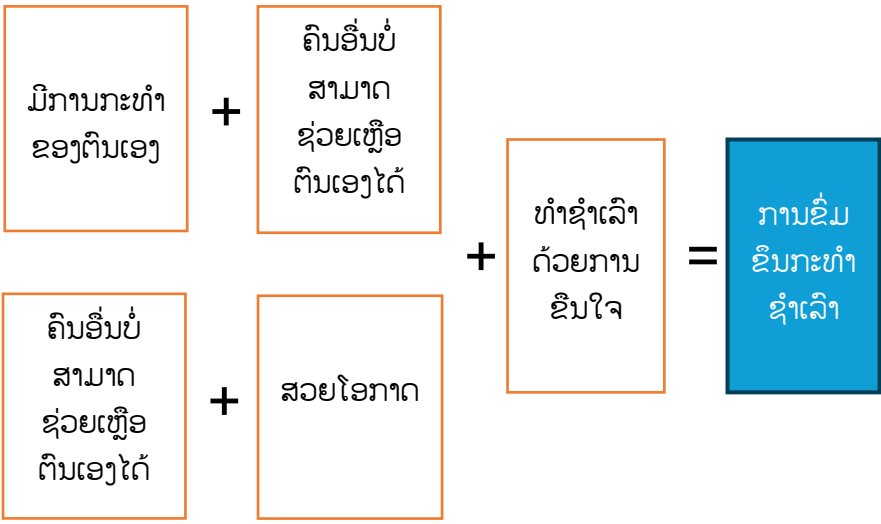 ມີການກະທຳ
ຂອງຕົນເອງ
+
ຄົນອື່ນບໍ່
ສາມາດ
ຊ່ວຍເຫຼືອ
ຕົນເອງໄດ້
ຄົນອື່ນບໍ່
ສາມາດ
ຊ່ວຍເຫຼືອ
ຕົນເອງໄດ້
+
ສວຍໂອກາດ
+
ທຳຊຳເລົາ
ດ້ວຍການ
ຂືນໃຈ
=
ການຂົ່ມ
ຂືນກະທຳ
ຊຳເລົາ